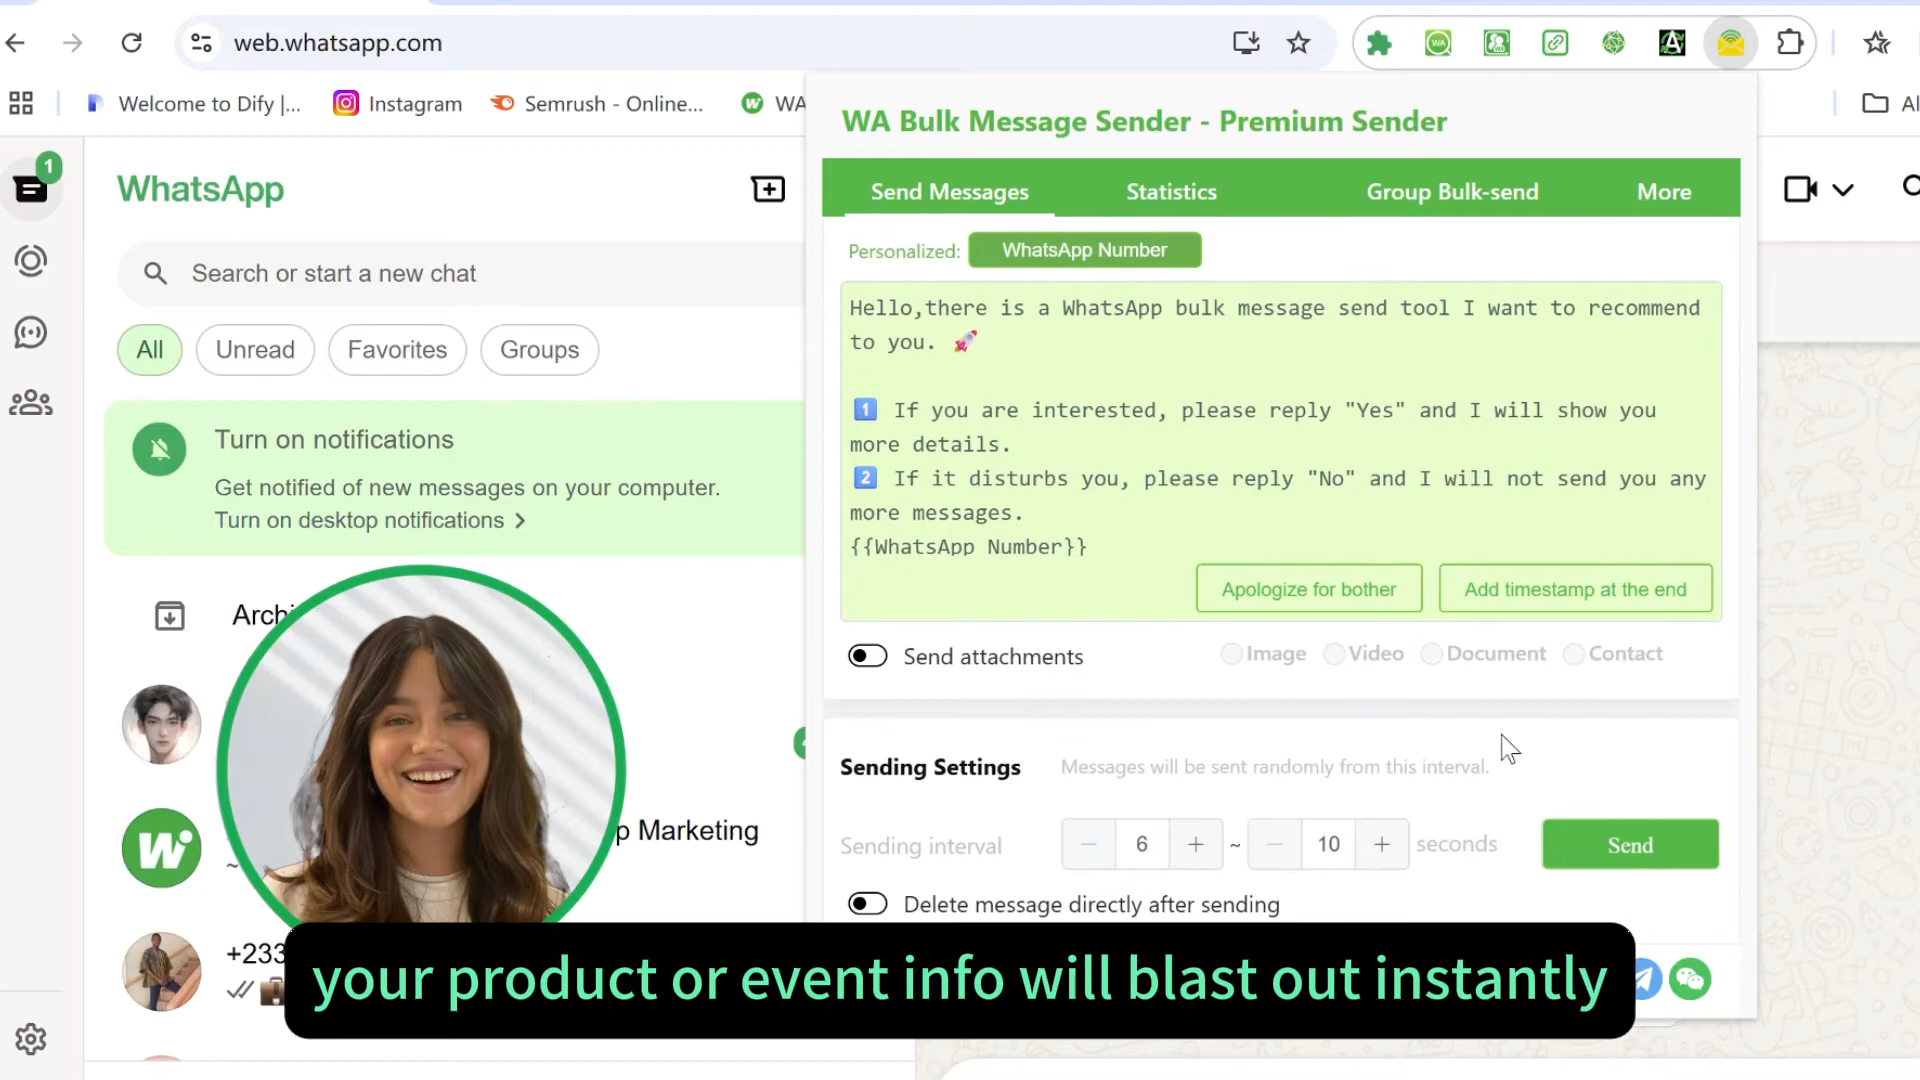 web.whatsapp.com
Welcome to Dify |...
Instagram
Semrush - Online...
WA
Al
WA Bulk Message Sender - Premium Sender
Send Messages
Statistics
Group Bulk-send
More
1
WhatsApp
Search or start a new chat
All
Unread
Favorites
Groups
Turn on notifications
Get notified of new messages on your computer.
Turn on desktop notifications >
Archi
p Marketing
~
+233
Personalized:
WhatsApp Number
Hello,there is a WhatsApp bulk message send tool I want to recommend
to you. 🚀
1️⃣ If you are interested, please reply "Yes" and I will show you
more details.
2️⃣ If it disturbs you, please reply "No" and I will not send you any
more messages.
{{WhatsApp Number}}
Apologize for bother
Add timestamp at the end
Send attachments
Image
Video
Document
Contact
Sending Settings
Messages will be sent randomly from this interval.
Sending interval
− 6 + ~ − 10 + seconds
Send
Delete message directly after sending
your product or event info will blast out instantly